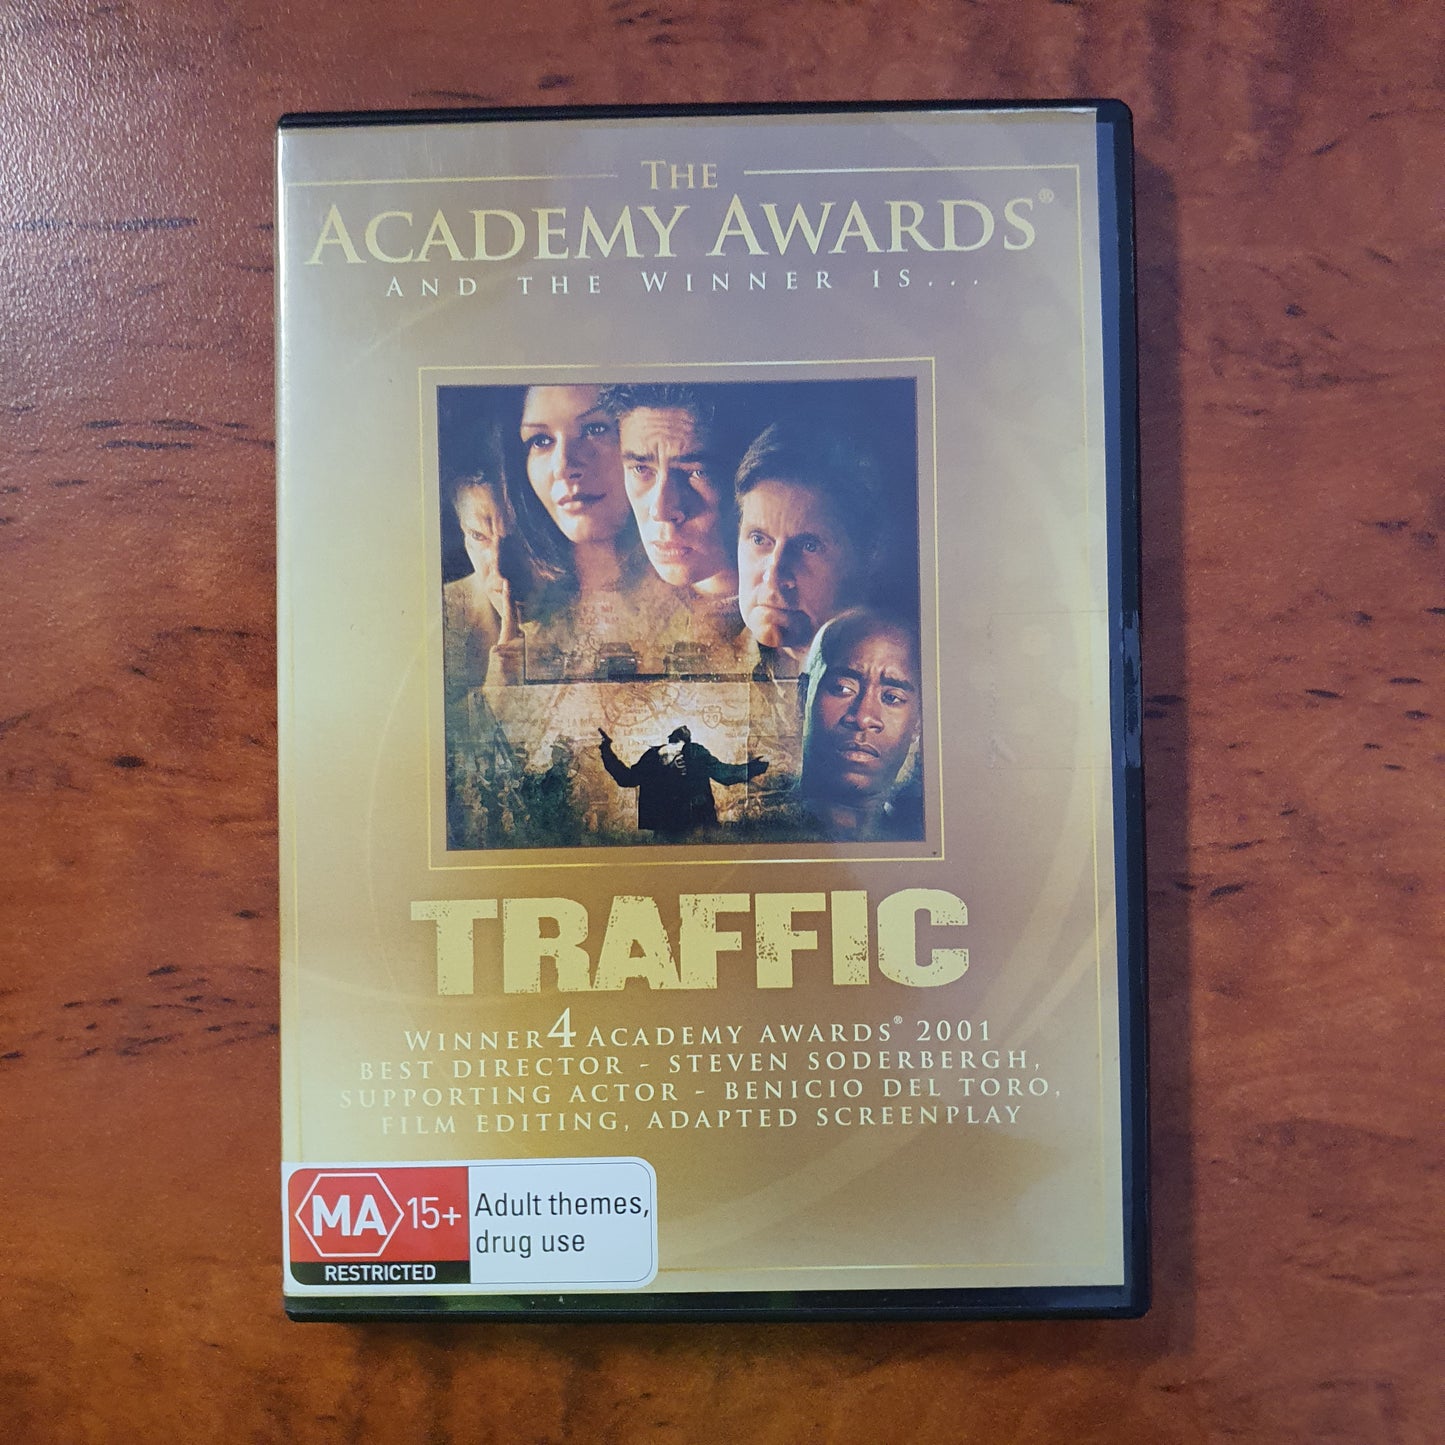 THE
ACADEMY AWARDS®
AND THE WINNER IS...
TRAFFIC
WINNER 4 ACADEMY AWARDS® 2001
BEST DIRECTOR - STEVEN SODERBERGH,
SUPPORTING ACTOR - BENICIO DEL TORO,
FILM EDITING, ADAPTED SCREENPLAY
MA 15+
RESTRICTED
Adult themes,
drug use